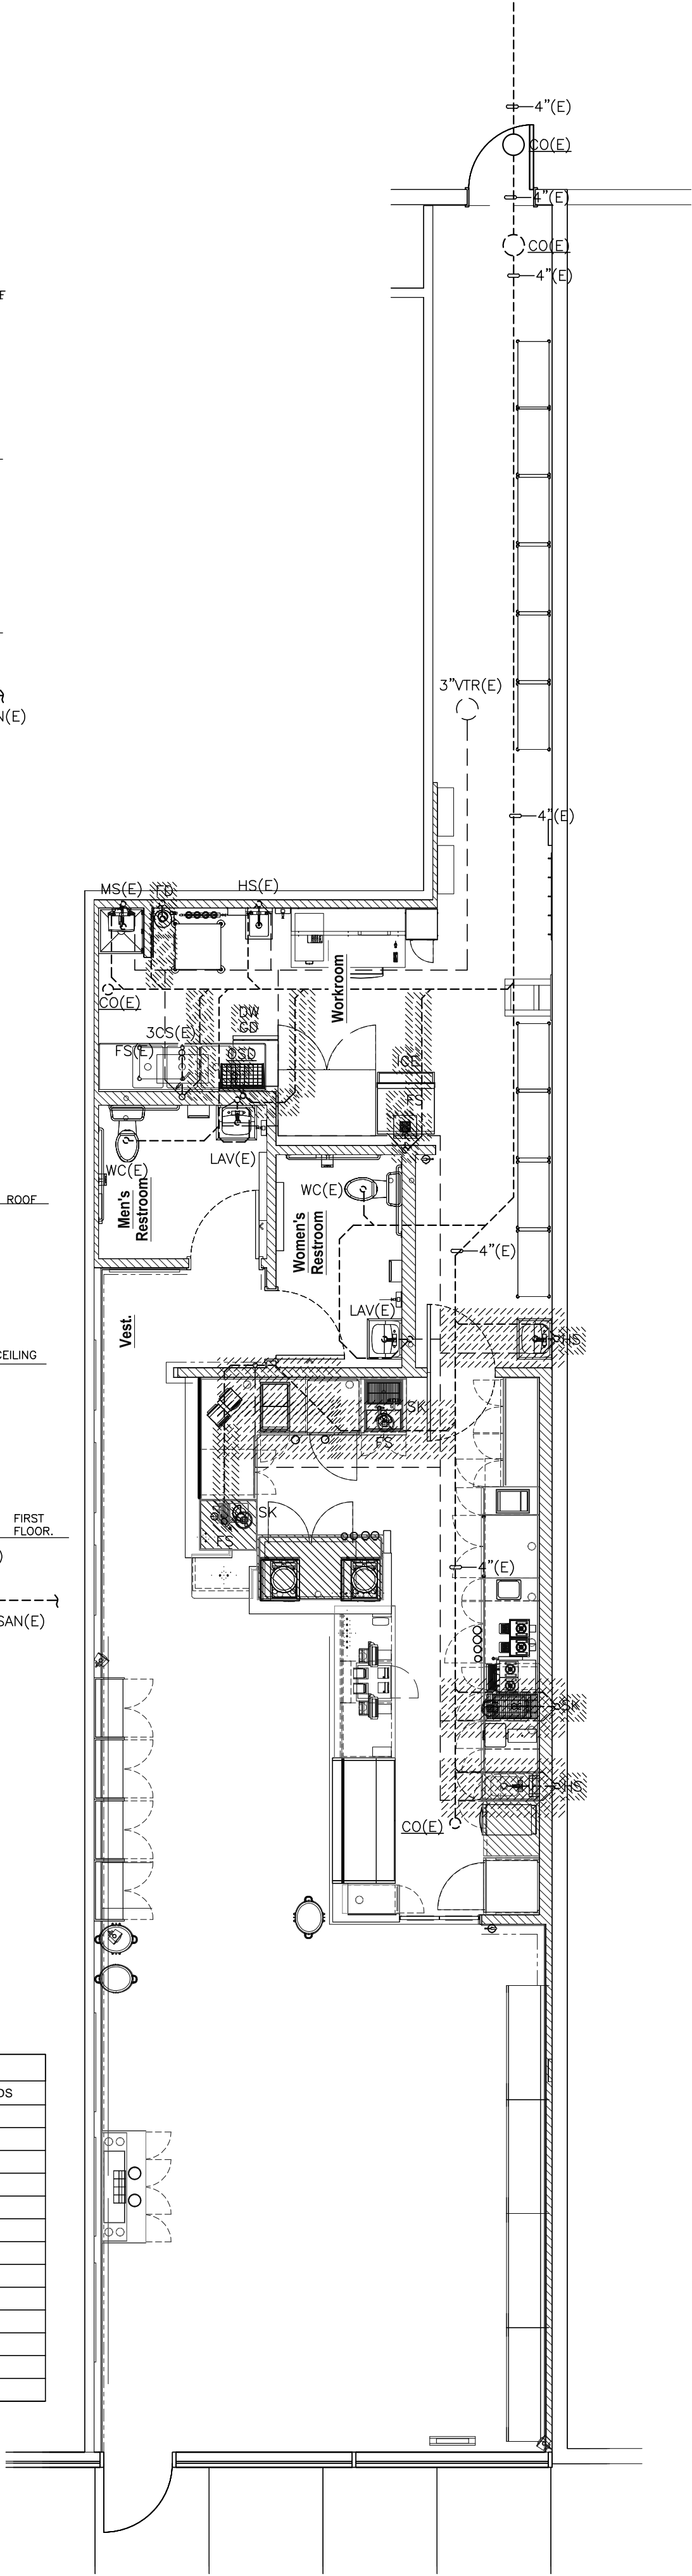 4"(E)
CO(E)
4"(E)
CO(E)
4"(E)
3"VTR(E)
N(E)
4"(E)
MS(E)
FD
HS(E)
Workroom
CO(E)
DW
GD
3CS(E)
FS(E)
OSD
ICE
FS
LAV(E)
WC(E)
WC(E)
Men's
Restroom
ROOF
Women's
Restroom
4"(E)
LAV(E)
Vest.
HS
CEILING
SK
FS
SK
FIRST
FLOOR.
FS
4"(E)
SAN(E)
SK
HS
CO(E)
DS